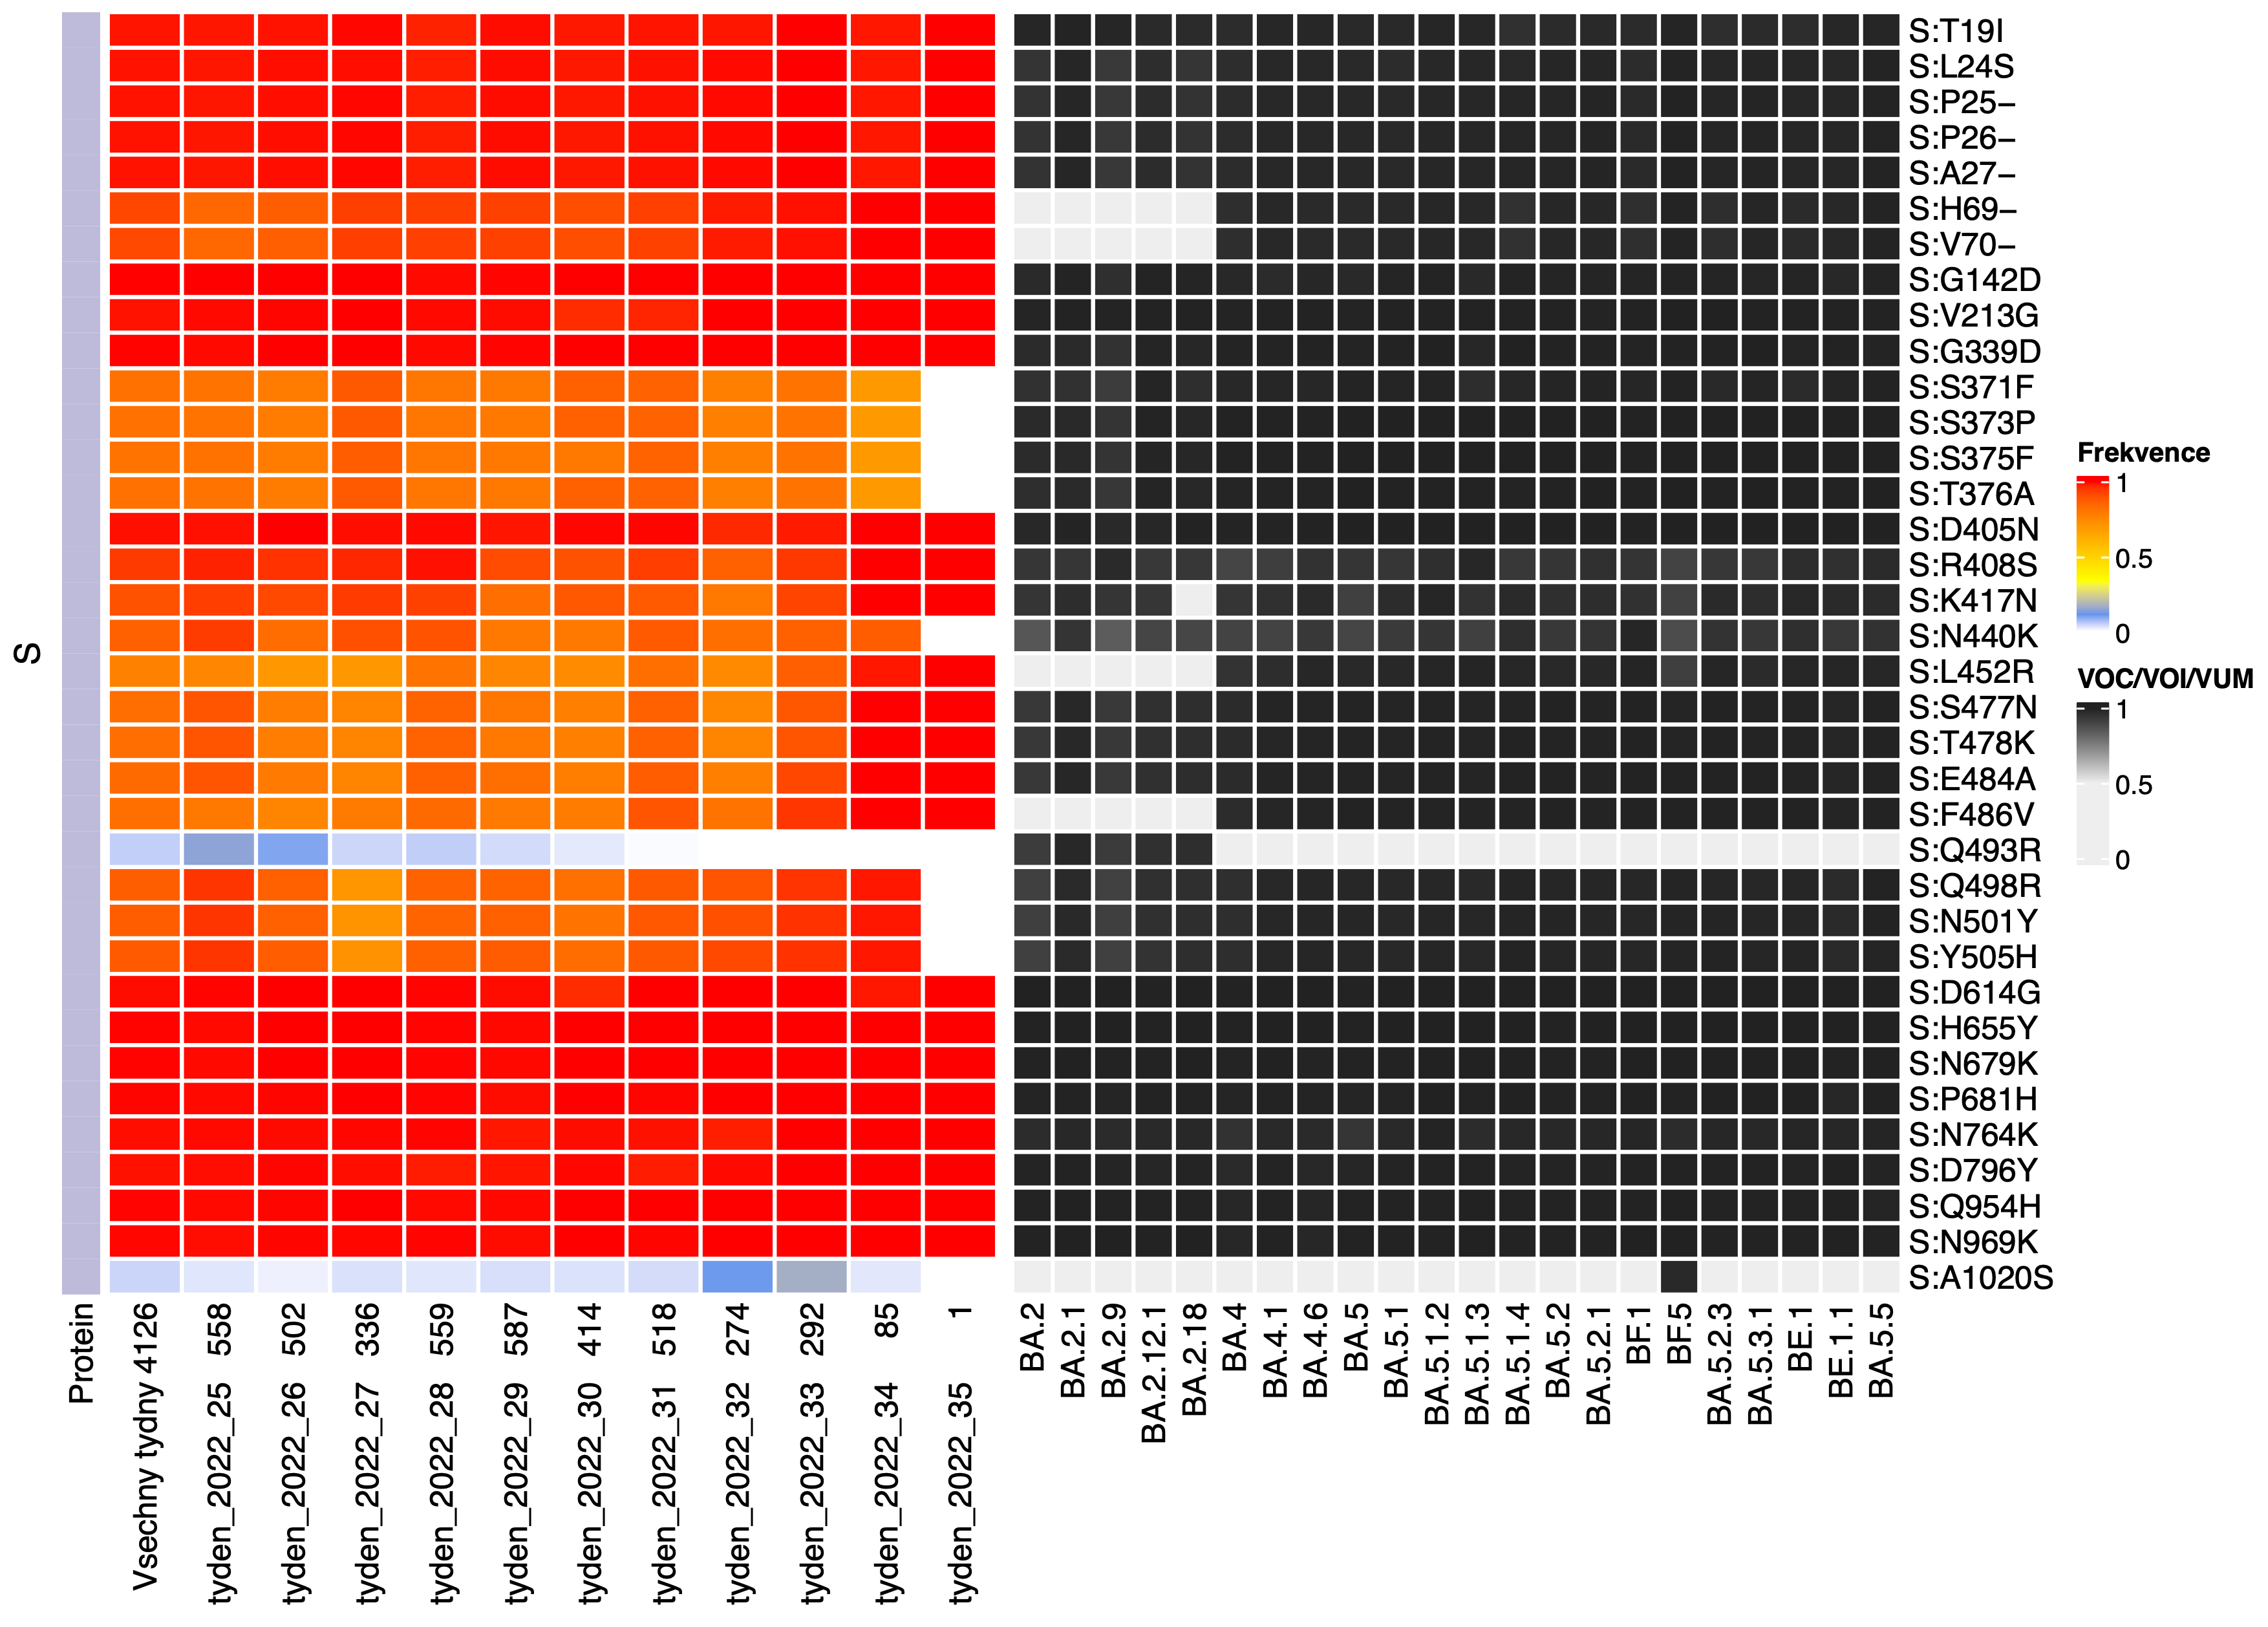 S:T19I
S:L24S
S:P25−
S:P26−
S:A27−
S:H69−
S:V70−
S:G142D
S:V213G
S:G339D
S:S371F
S:S373P
S:S375F
S:T376A
S:D405N
S:R408S
S:K417N
S:N440K
S:L452R
S:S477N
S:T478K
S:E484A
S:F486V
S:Q493R
S:Q498R
S:N501Y
S:Y505H
S:D614G
S:H655Y
S:N679K
S:P681H
S:N764K
S:D796Y
S:Q954H
S:N969K
S:A1020S
S
Protein
Vsechny tydny 4126
tyden_2022_25 558
tyden_2022_26 502
tyden_2022_27 336
tyden_2022_28 559
tyden_2022_29 587
tyden_2022_30 414
tyden_2022_31 518
tyden_2022_32 274
tyden_2022_33 292
tyden_2022_34 85
tyden_2022_35 1
BA.2
BA.2.1
BA.2.9
BA.2.12.1
BA.2.18
BA.4
BA.4.1
BA.4.6
BA.5
BA.5.1
BA.5.1.2
BA.5.1.3
BA.5.1.4
BA.5.2
BA.5.2.1
BF.1
BF.5
BA.5.2.3
BA.5.3.1
BE.1
BE.1.1
BA.5.5
Frekvence
1
0.5
0
VOC/VOI/VUM
1
0.5
0